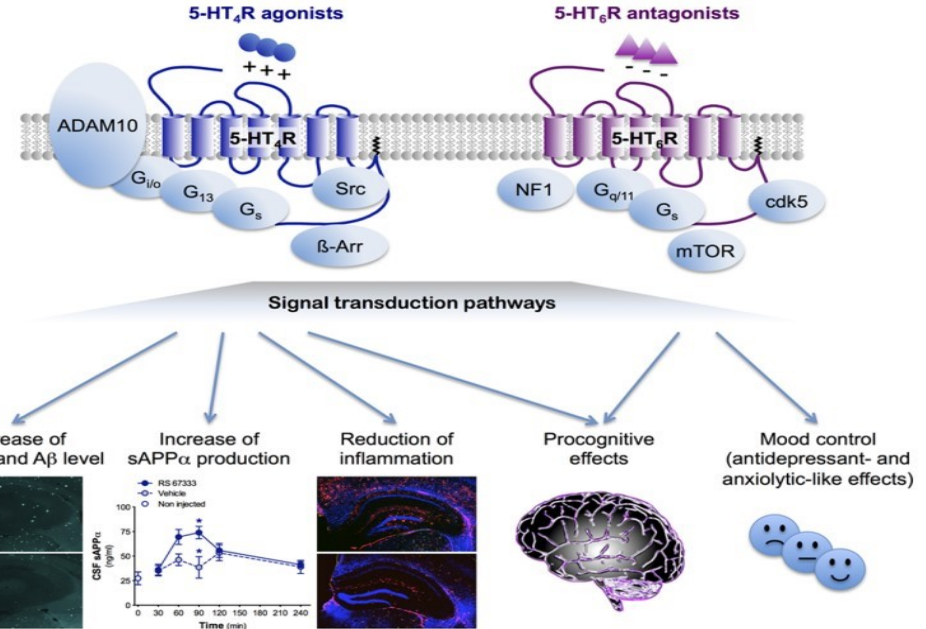 5-HT₄R agonists
5-HT₆R antagonists
+ + +
- - -
ADAM10
5-HT₄R
5-HT₆R
Gi/o
G₁₃
Gₛ
Src
ß-Arr
NF1
Gq/11
Gₛ
cdk5
mTOR
Signal transduction pathways
ease of
and Aβ level
Increase of
sAPPα production
Reduction of
inflammation
Procognitive
effects
Mood control
(antidepressant- and
anxiolytic-like effects)
RS 67333
Vehicle
Non injected
CSF sAPPα
(ng/ml)
100
75
50
25
0
*
*
0 30 60 90 120 150 180 210 240
Time (min)